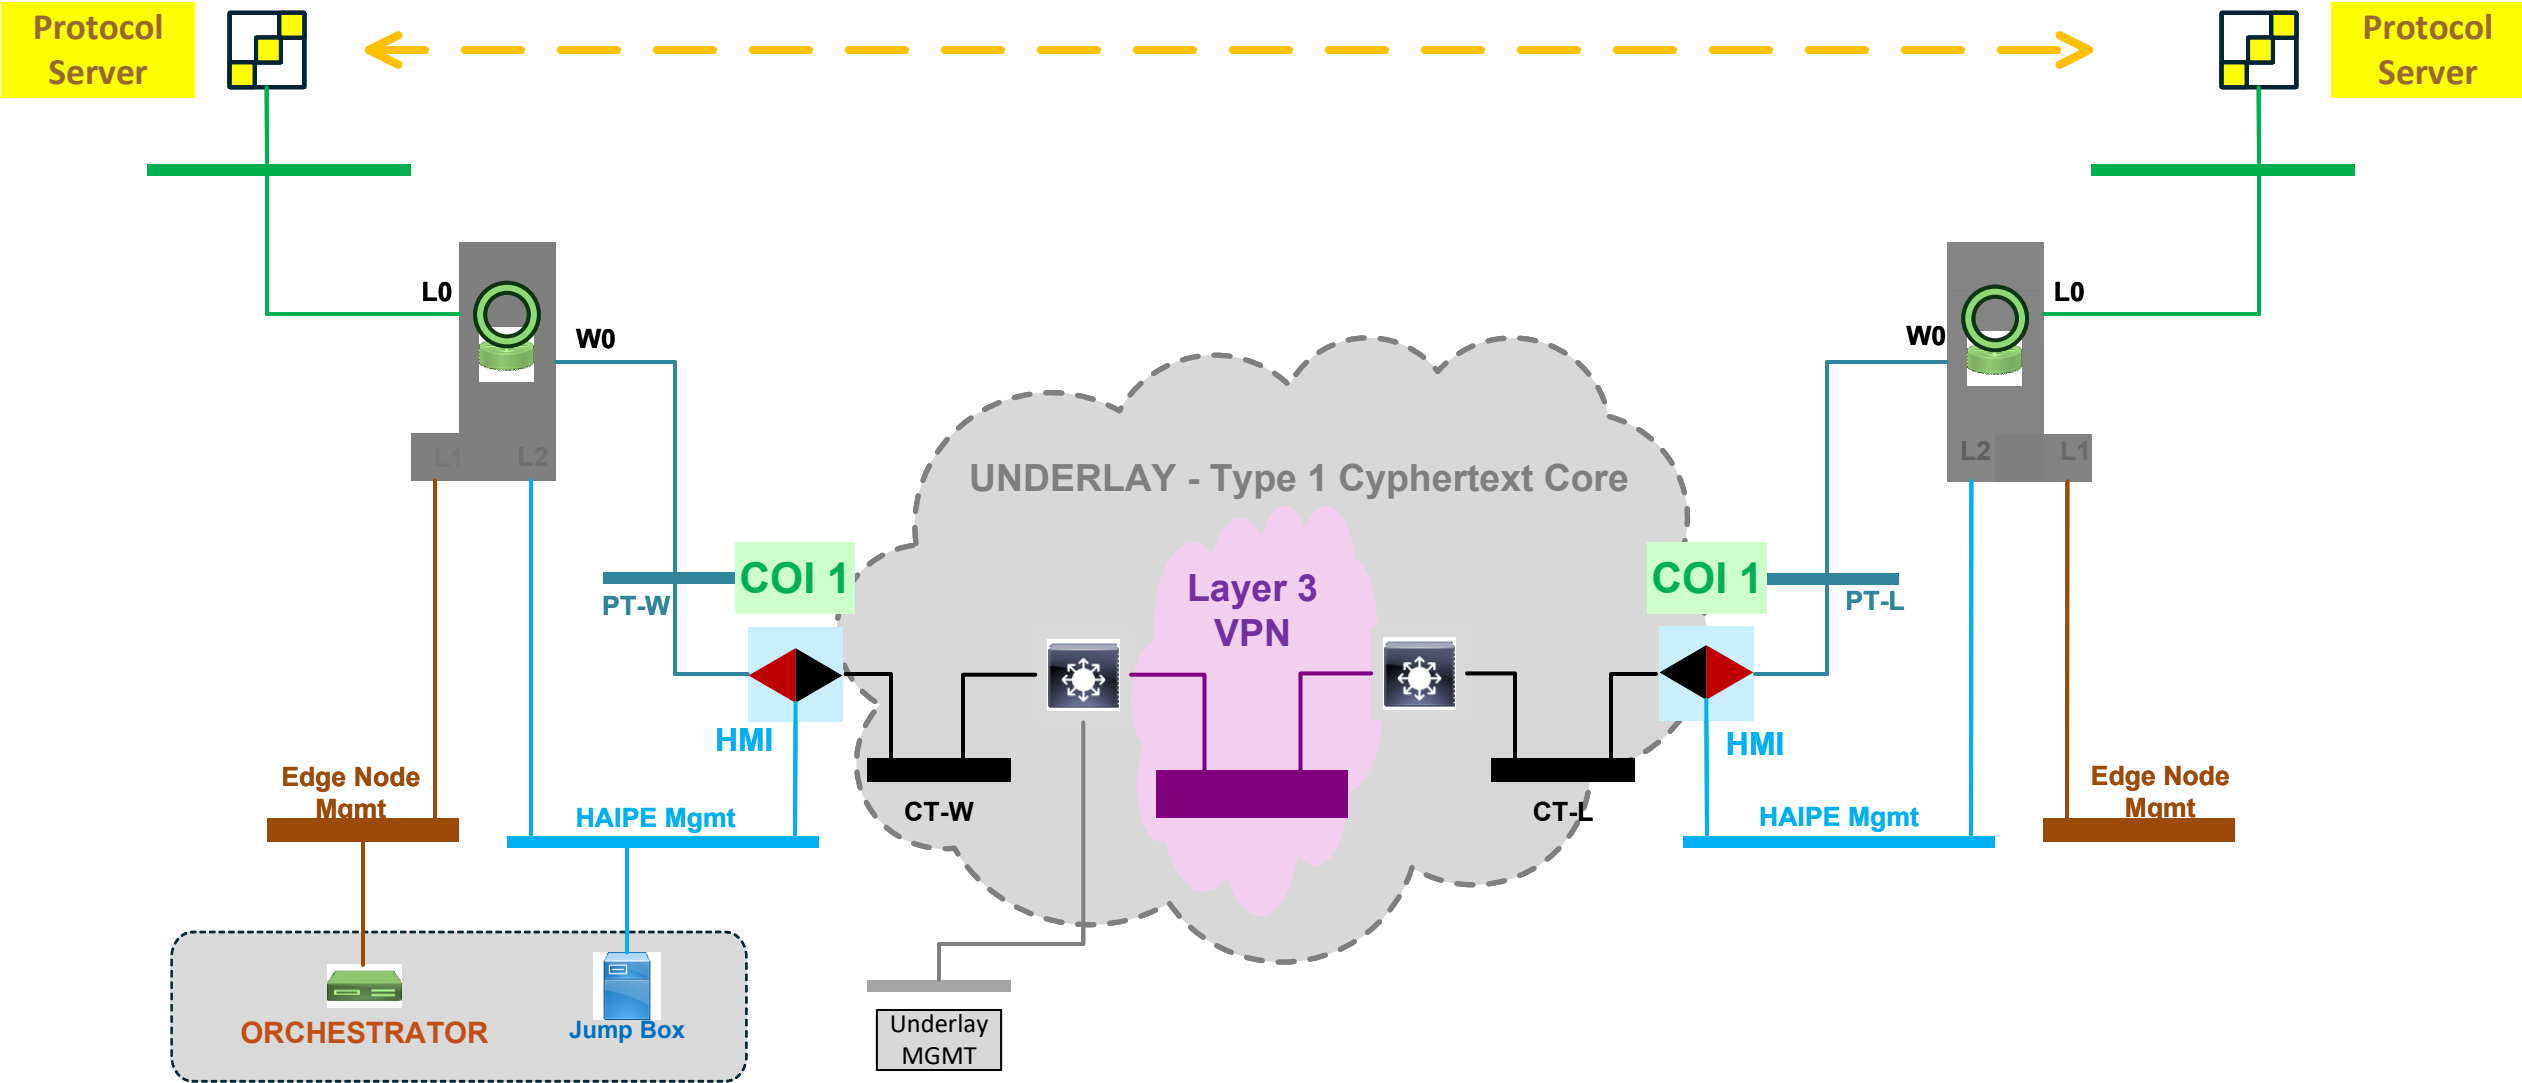 Protocol
Server
Protocol
Server
L0
L0
W0
W0
L1
L2
L2
L1
UNDERLAY - Type 1 Cyphertext Core
COI 1
COI 1
PT-W
PT-L
Layer 3
VPN
HMI
HMI
Edge Node
Mgmt
Edge Node
Mgmt
HAIPE Mgmt
HAIPE Mgmt
CT-W
CT-L
ORCHESTRATOR
Jump Box
Underlay
MGMT